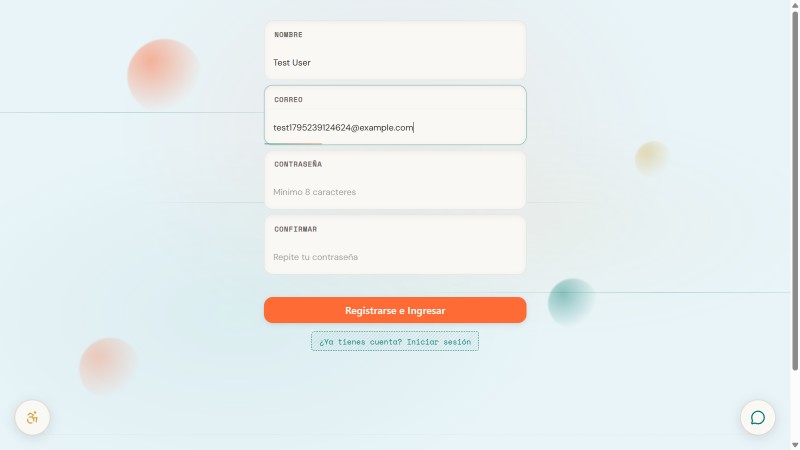 NOMBRE
Test User
CORREO
test1795239124624@example.com
CONTRASEÑA
Mínimo 8 caracteres
CONFIRMAR
Repite tu contraseña
Registrarse e Ingresar
¿Ya tienes cuenta? Iniciar sesión